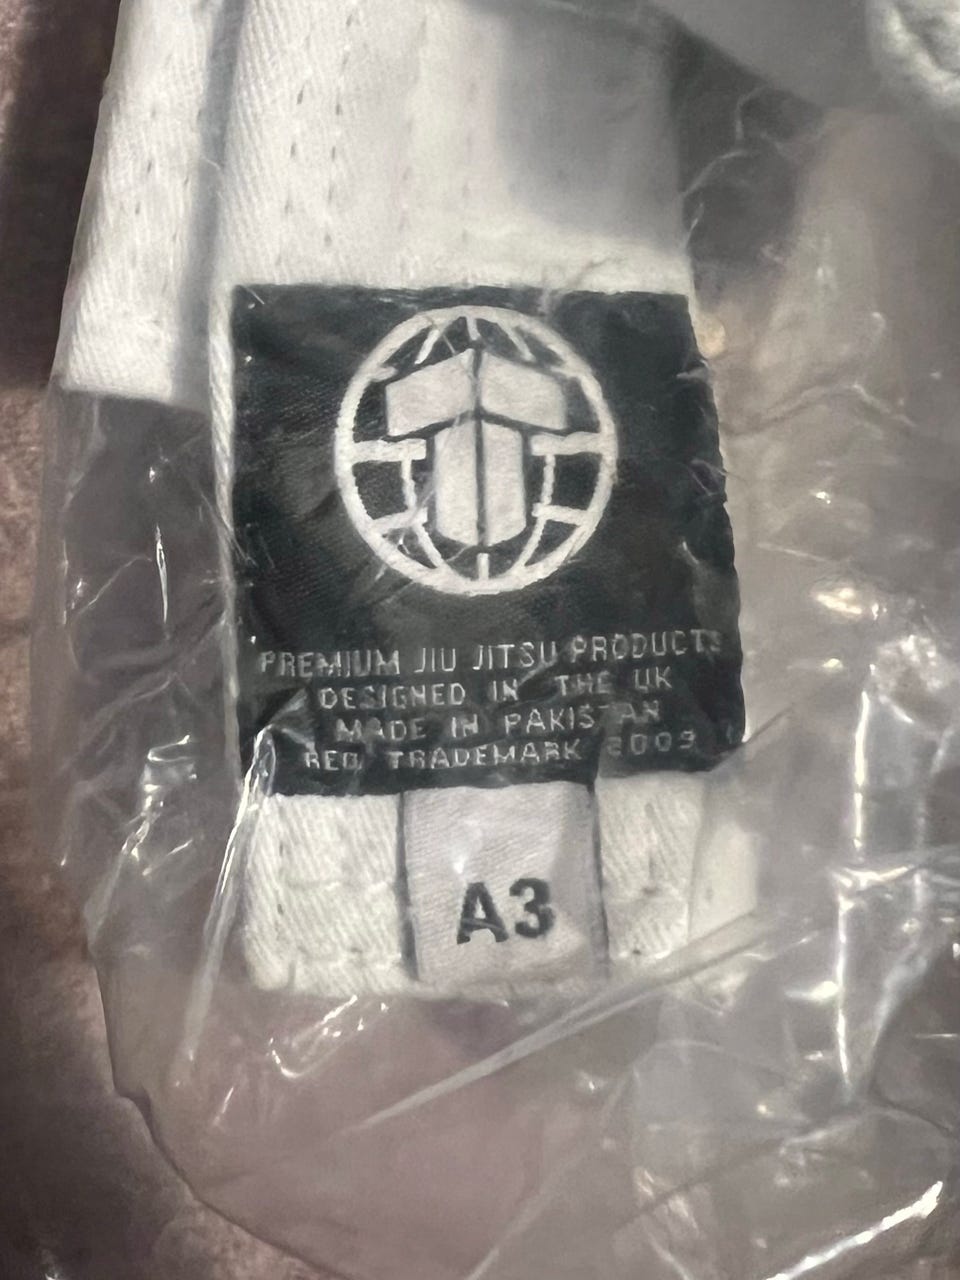 PREMIUM JIU JITSU PRODUCTS
DESIGNED IN THE UK
MADE IN PAKISTAN
REG TRADEMARK 2009
A3